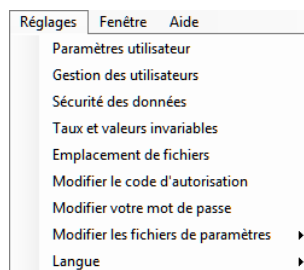 Réglages Fenêtre Aide
Paramètres utilisateur
Gestion des utilisateurs
Sécurité des données
Taux et valeurs invariables
Emplacement de fichiers
Modifier le code d'autorisation
Modifier votre mot de passe
Modifier les fichiers de paramètres
Langue